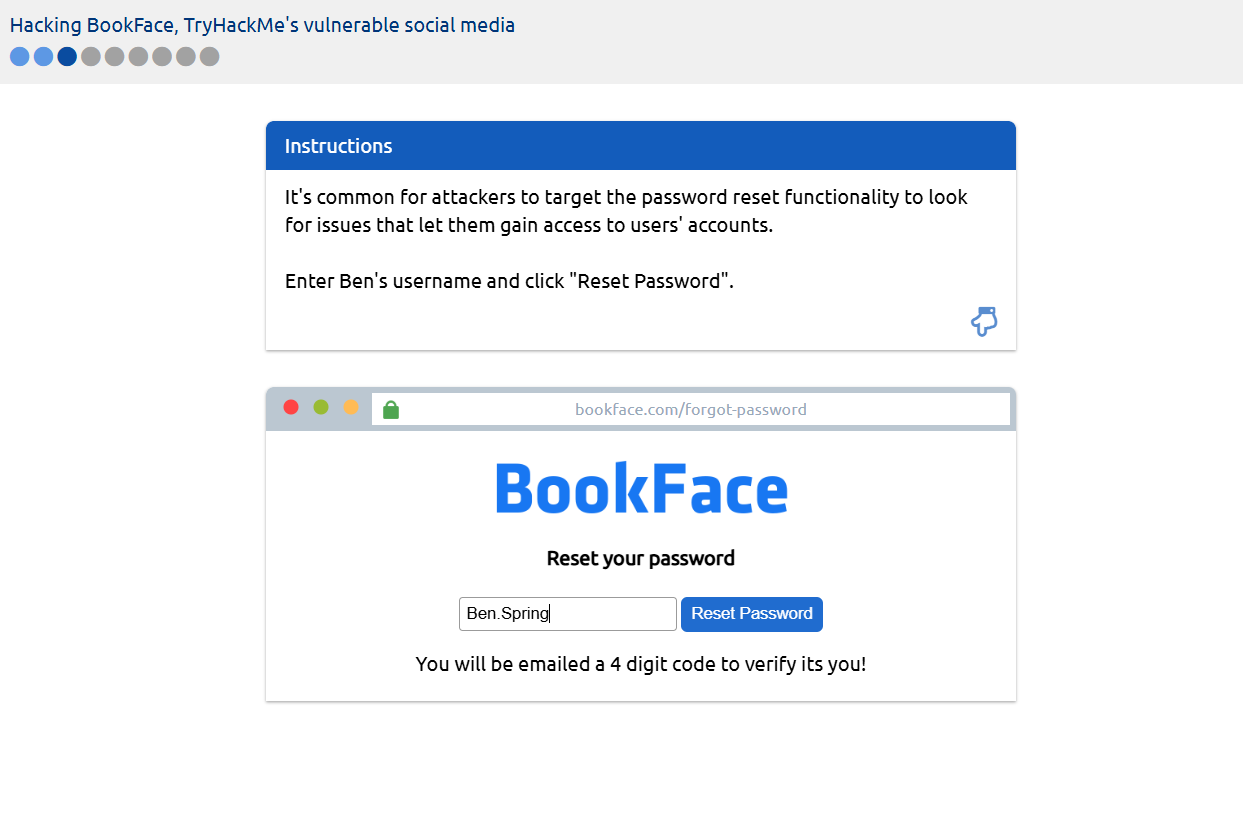 Hacking BookFace, TryHackMe's vulnerable social media
Instructions
It's common for attackers to target the password reset functionality to look
for issues that let them gain access to users' accounts.
Enter Ben's username and click "Reset Password".
bookface.com/forgot-password
BookFace
Reset your password
Ben.Spring
Reset Password
You will be emailed a 4 digit code to verify its you!